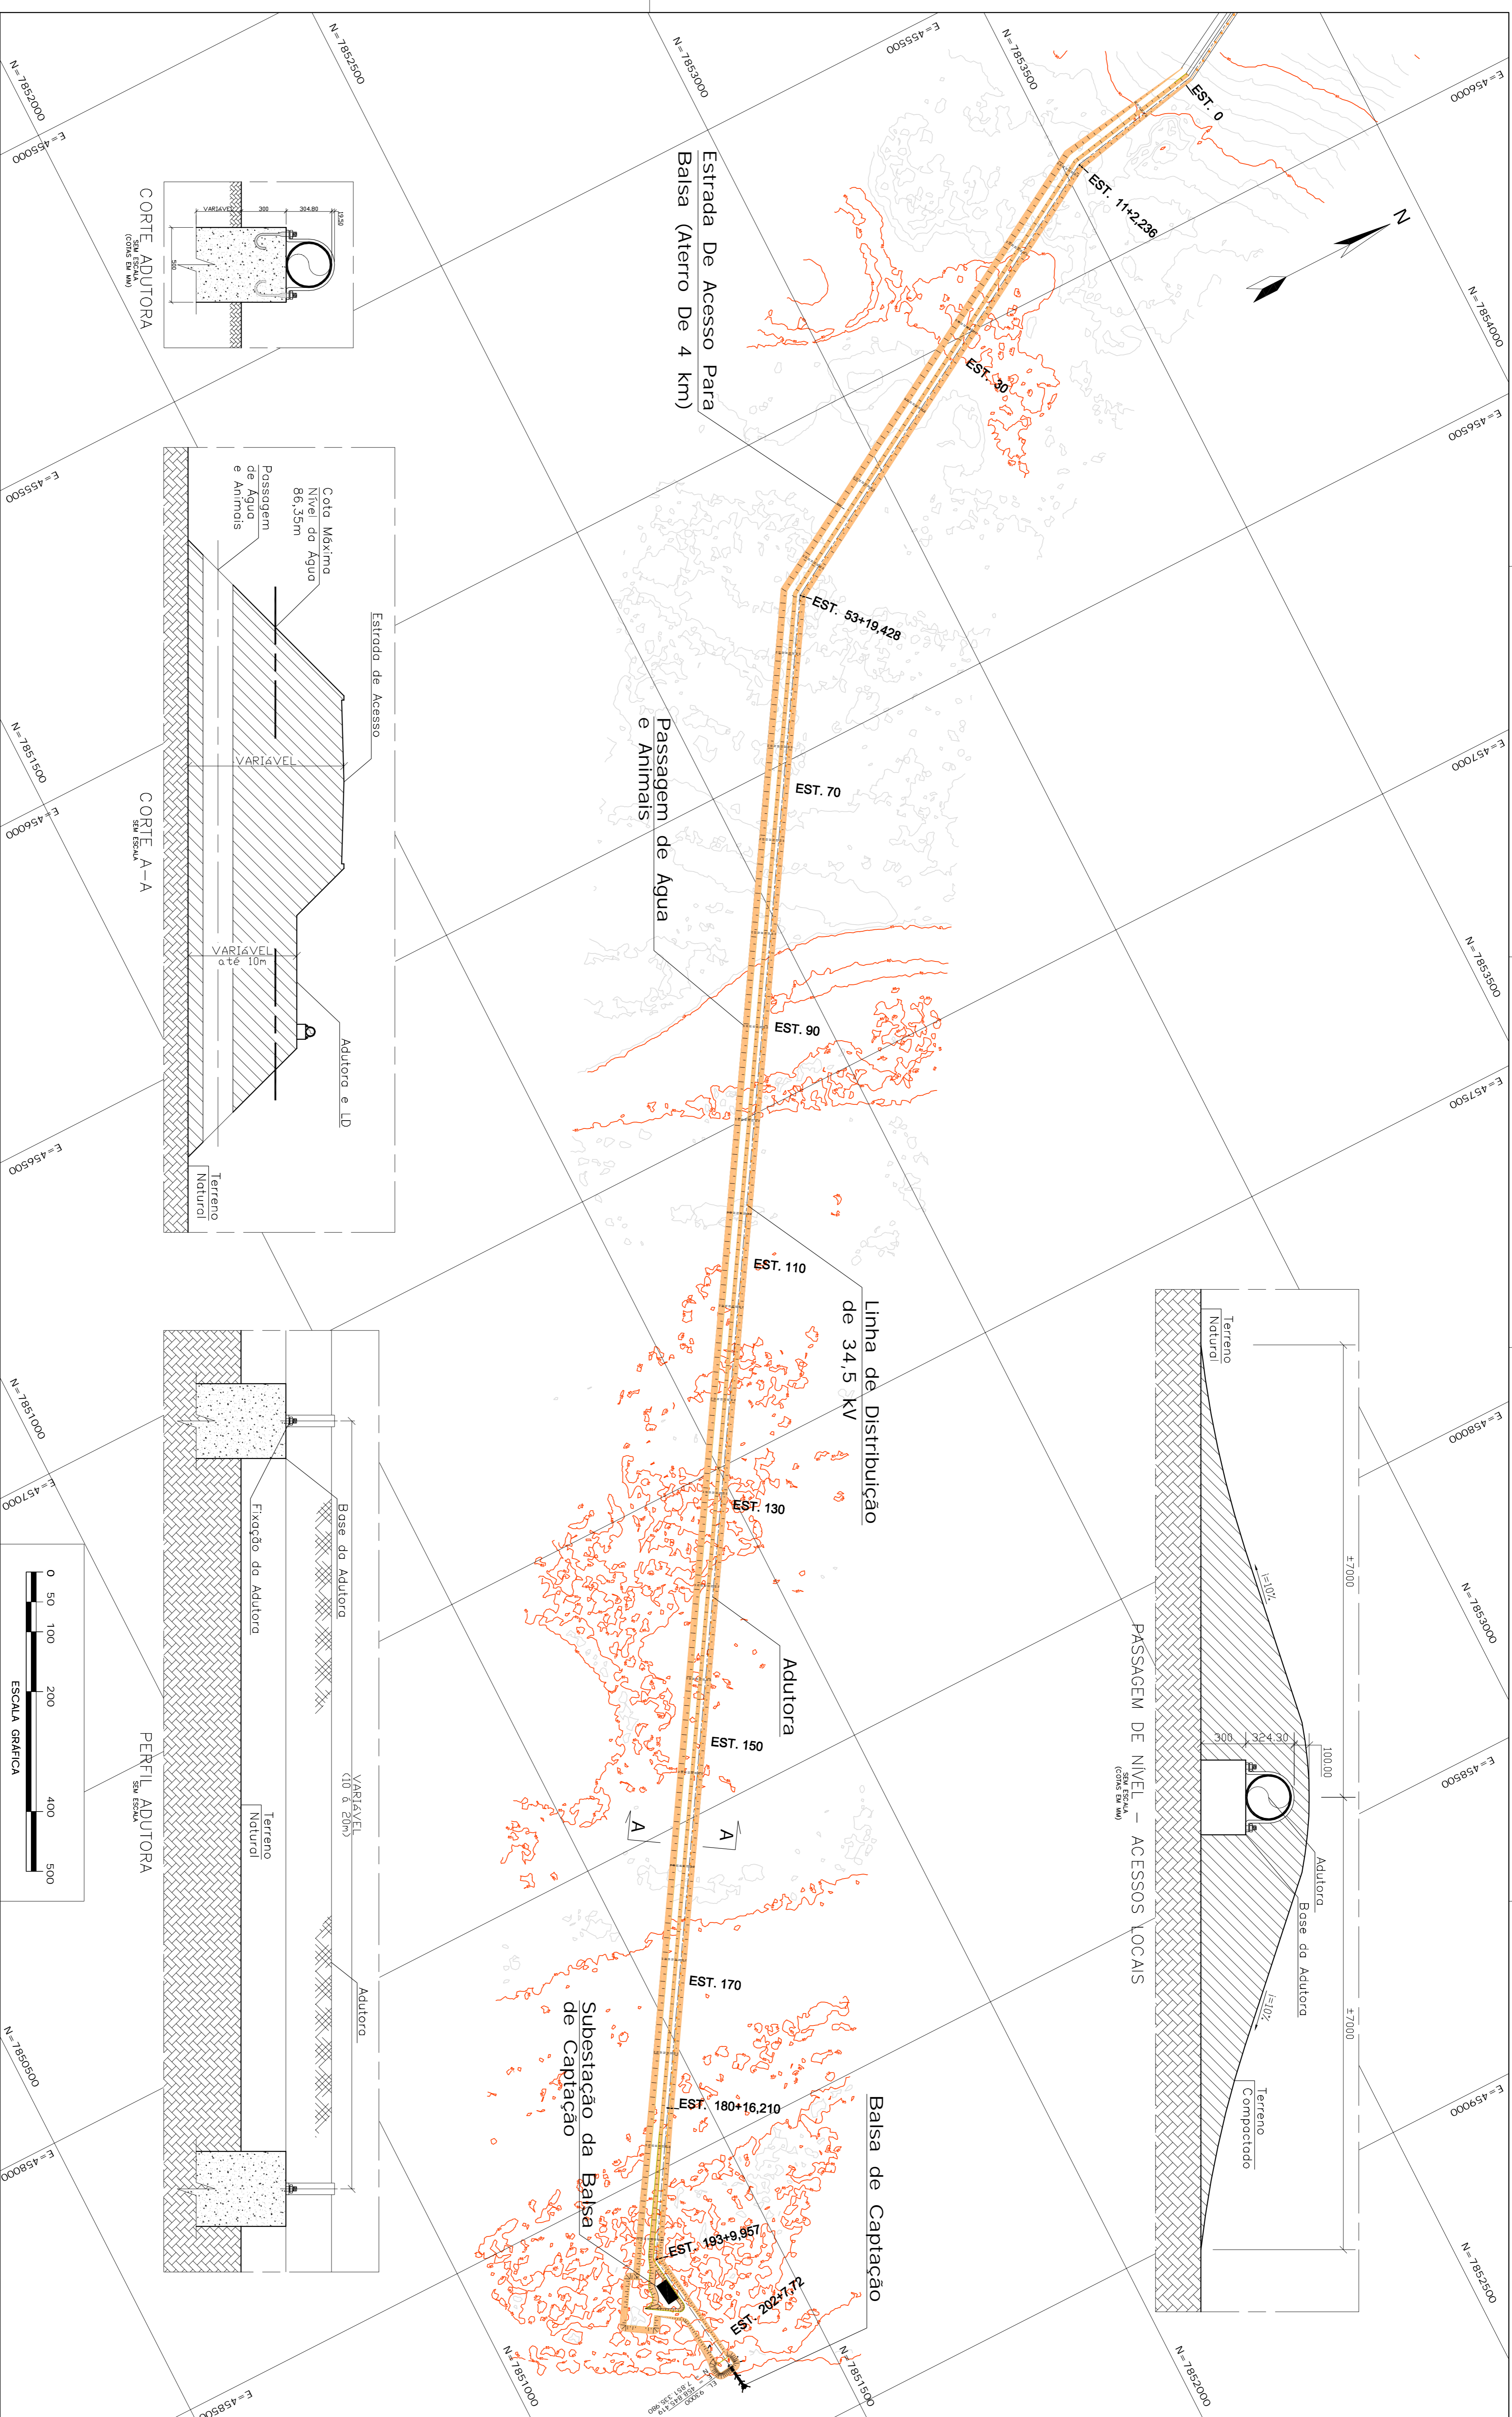 N=7852000
E=455000
N=7852500
N=7853000
E=455500
N=7853500
E=456000
N=7854000
E=456500
E=457000
N=7853500
E=457500
E=458000
N=7853000
E=458500
E=459000
N=7852500
N=7852000
N=7851500
N=7851000
E=458500
E=458000
N=7850500
E=457000
N=7851000
E=456500
E=456000
N=7851500
E=455500
N
EST. 0
EST. 11+2,236
EST. 30
EST. 53+19,428
EST. 70
EST. 90
EST. 110
EST. 130
EST. 150
EST. 170
EST. 180+16,210
EST. 193+9,957
EST. 202+7,72
Estrada De Acesso Para
Balsa (Aterro De 4 km)
Passagem de Água
e Animais
Linha de Distribuição
de 34,5 kV
Adutora
A
A
Subestação da Balsa
de Captação
Balsa de Captação
VARIáVEL
300
304.80
19.50
500
CORTE ADUTORA
SEM ESCALA
(COTAS EM MM)
Estrada de Acesso
Cota Máxima
Nível da Água
86,35m
Passagem
de Água
e Animais
VARIáVEL
VARIáVEL
até 10m
Adutora e LD
Terreno
Natural
CORTE A-A
SEM ESCALA
±7000
±7000
100.00
324.30
300
i=10%
i=10%
Terreno
Natural
Adutora
Base da Adutora
Terreno
Compactado
PASSAGEM DE NÍVEL - ACESSOS LOCAIS
SEM ESCALA
(COTAS EM MM)
VARIáVEL
(10 à 20m)
Adutora
Base da Adutora
Fixação da Adutora
Terreno
Natural
PERFIL ADUTORA
SEM ESCALA
0 50 100 200 400 500
ESCALA GRÁFICA